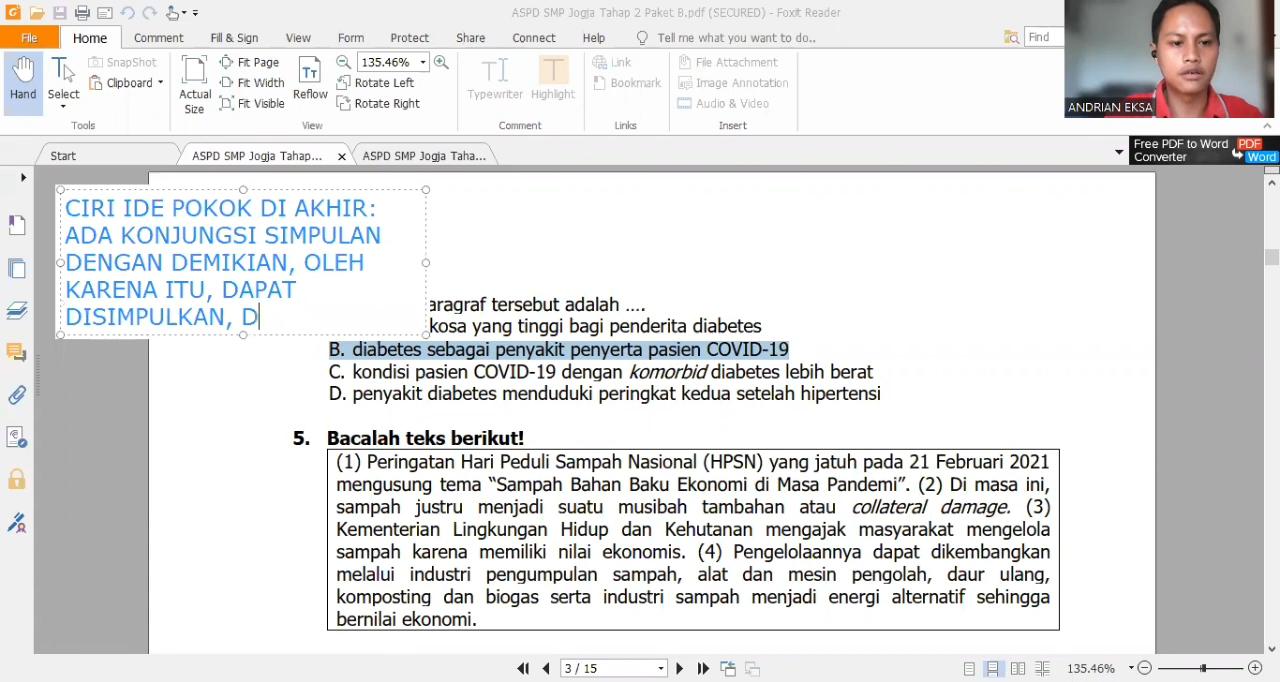 ASPD SMP Jogja Tahap 2 Paket B.pdf (SECURED) - Foxit Reader
File Home Comment Fill & Sign View Form Protect Share Connect Help Tell me what you want to do.. Find
SnapShot Fit Page 135.46% Link File Attachment
Clipboard Fit Width Rotate Left Bookmark Image Annotation
Hand Select Actual Size Fit Visible Reflow Rotate Right Typewriter Highlight Audio & Video
Tools View Comment Links Insert
ANDRIAN EKSA
Start ASPD SMP Jogja Tahap... ASPD SMP Jogja Taha...
Free PDF to Word Converter
PDF Word
CIRI IDE POKOK DI AKHIR:
ADA KONJUNGSI SIMPULAN
DENGAN DEMIKIAN, OLEH
KARENA ITU, DAPAT
DISIMPULKAN, D
aragraf tersebut adalah ....
kosa yang tinggi bagi penderita diabetes
B. diabetes sebagai penyakit penyerta pasien COVID-19
C. kondisi pasien COVID-19 dengan komorbid diabetes lebih berat
D. penyakit diabetes menduduki peringkat kedua setelah hipertensi
5. Bacalah teks berikut!
(1) Peringatan Hari Peduli Sampah Nasional (HPSN) yang jatuh pada 21 Februari 2021
mengusung tema “Sampah Bahan Baku Ekonomi di Masa Pandemi”. (2) Di masa ini,
sampah justru menjadi suatu musibah tambahan atau collateral damage. (3)
Kementerian Lingkungan Hidup dan Kehutanan mengajak masyarakat mengelola
sampah karena memiliki nilai ekonomis. (4) Pengelolaannya dapat dikembangkan
melalui industri pengumpulan sampah, alat dan mesin pengolah, daur ulang,
komposting dan biogas serta industri sampah menjadi energi alternatif sehingga
bernilai ekonomi.
3 / 15 135.46%